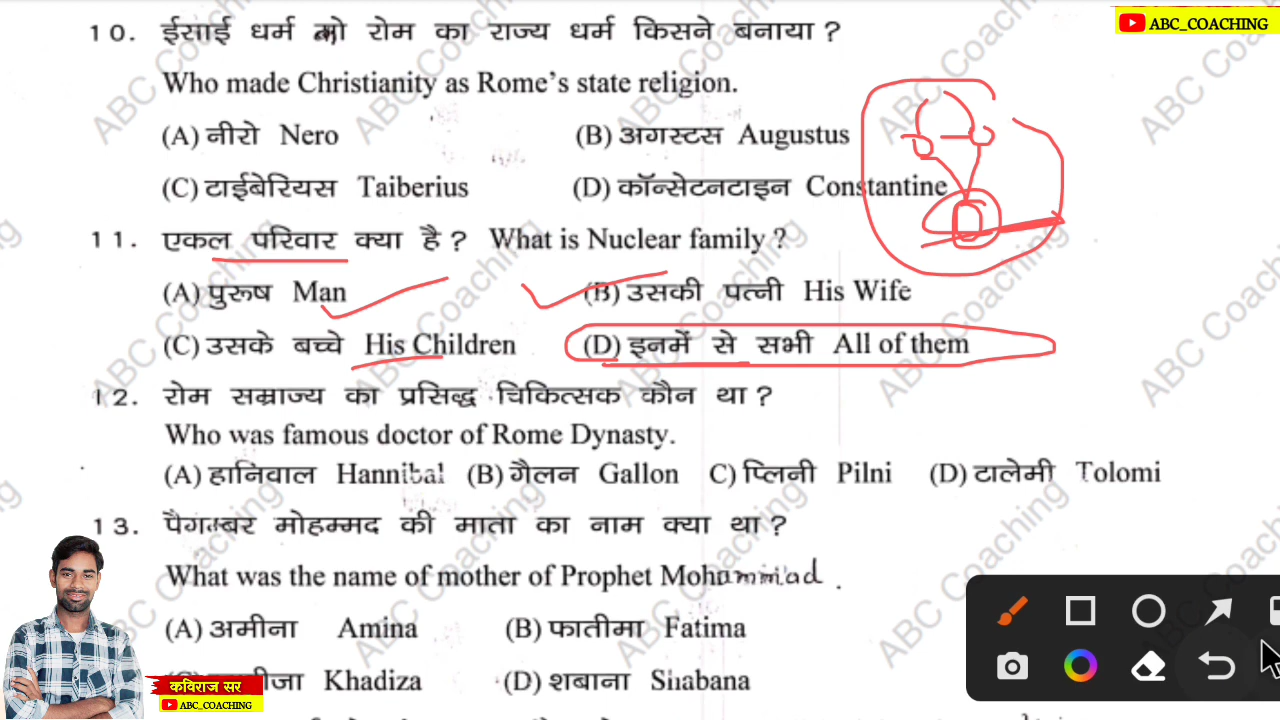 ABC_COACHING
10. ईसाई धर्म को रोम का राज्य धर्म किसने बनाया ?
Who made Christianity as Rome's state religion.
(A) नीरो Nero (B) अगस्टस Augustus
(C) टाईबेरियस Taiberius (D) कॉन्सेटनटाइन Constantine
11. एकल परिवार क्या है ? What is Nuclear family ?
(A) पुरूष Man (B) उसकी पत्नी His Wife
(C) उसके बच्चे His Children (D) इनमें से सभी All of them
12. रोम सम्राज्य का प्रसिद्ध चिकित्सक कौन था ?
Who was famous doctor of Rome Dynasty.
(A) हानिवाल Hannibal (B) गैलन Gallon C) प्लिनी Pilni (D) टालेमी Tolomi
13. पैगम्बर मोहम्मद की माता का नाम क्या था ?
What was the name of mother of Prophet Mohammad .
(A) अमीना Amina (B) फातीमा Fatima
Khadiza (D) शबाना Shabana
कविराज सर
ABC_COACHING
ABC Coaching